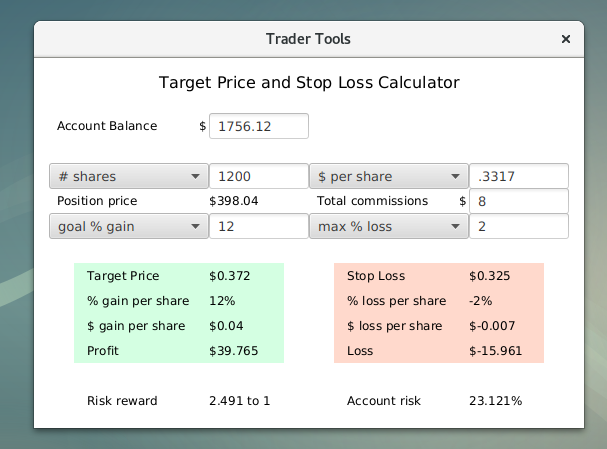 Trader Tools ×
Target Price and Stop Loss Calculator
Account Balance $ 1756.12
# shares 1200 $ per share .3317
Position price $398.04 Total commissions $ 8
goal % gain 12 max % loss 2
Target Price $0.372 Stop Loss $0.325
% gain per share 12% % loss per share -2%
$ gain per share $0.04 $ loss per share $-0.007
Profit $39.765 Loss $-15.961
Risk reward 2.491 to 1 Account risk 23.121%